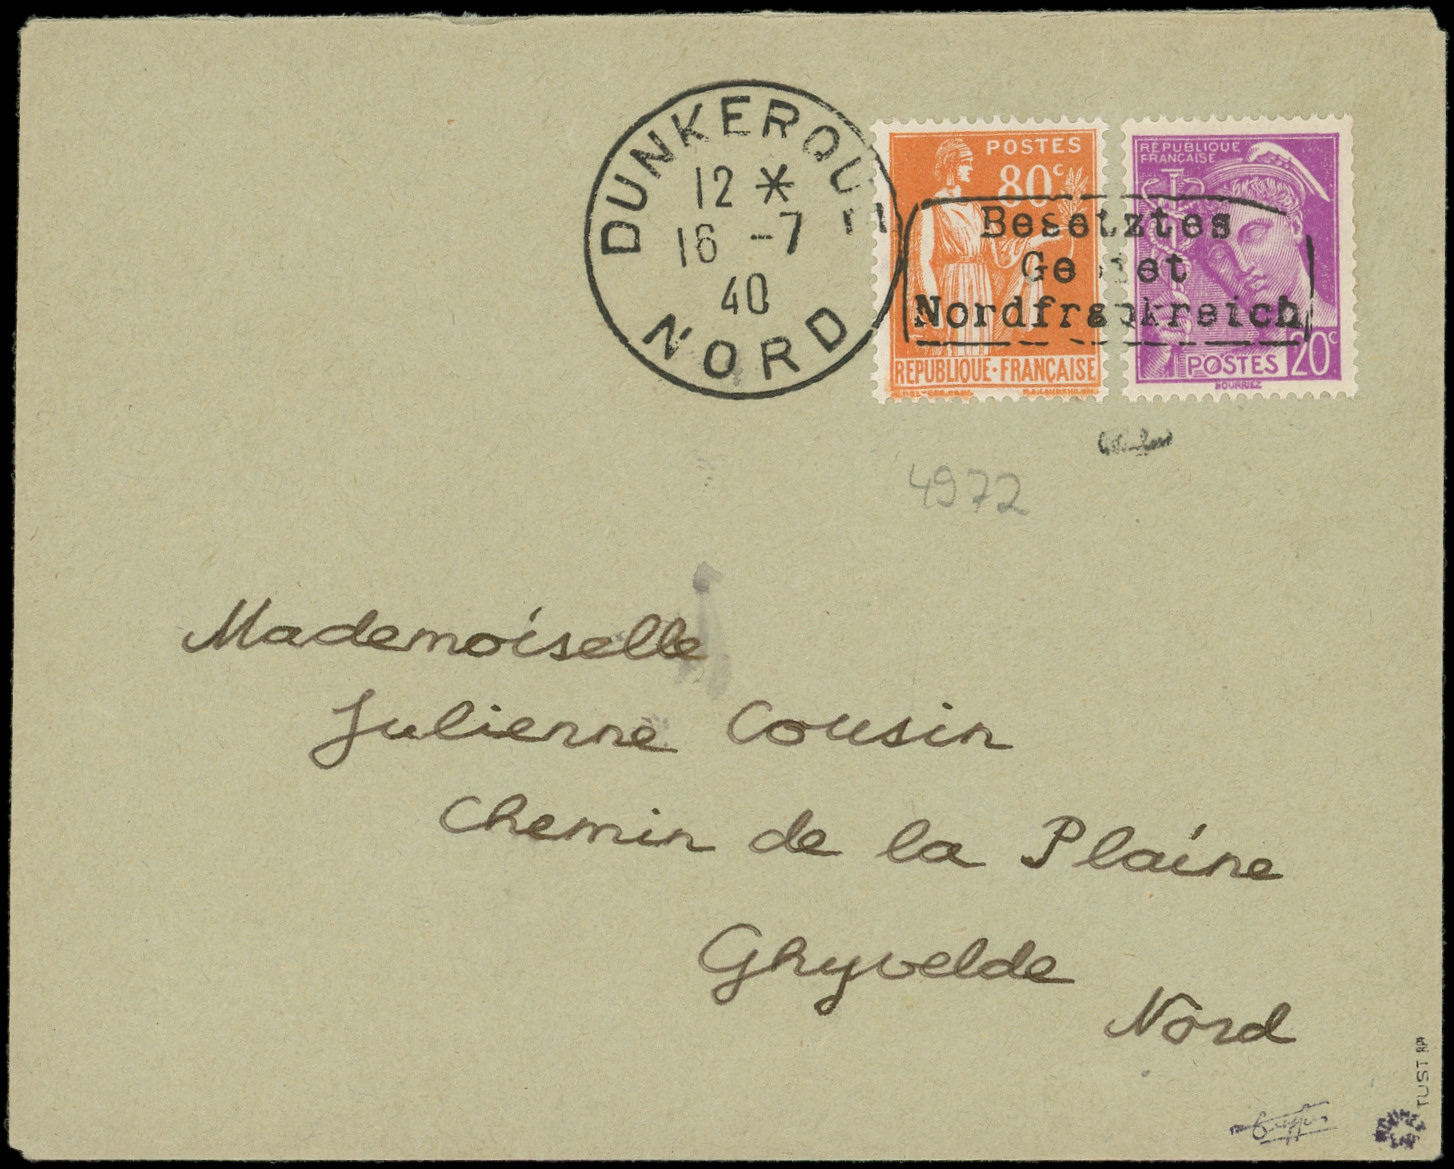 DUNKERQUE
12 *
16 -7
40
NORD
POSTES
80c
REPUBLIQUE·FRANÇAISE
RÉPUBLIQUE
FRANÇAISE
POSTES 20c
Besetztes
Gebiet
Nordfrankreich
4972
Mademoiselle
Julienne Cousin
Chemin de la Plaine
Ghyvelde
Nord